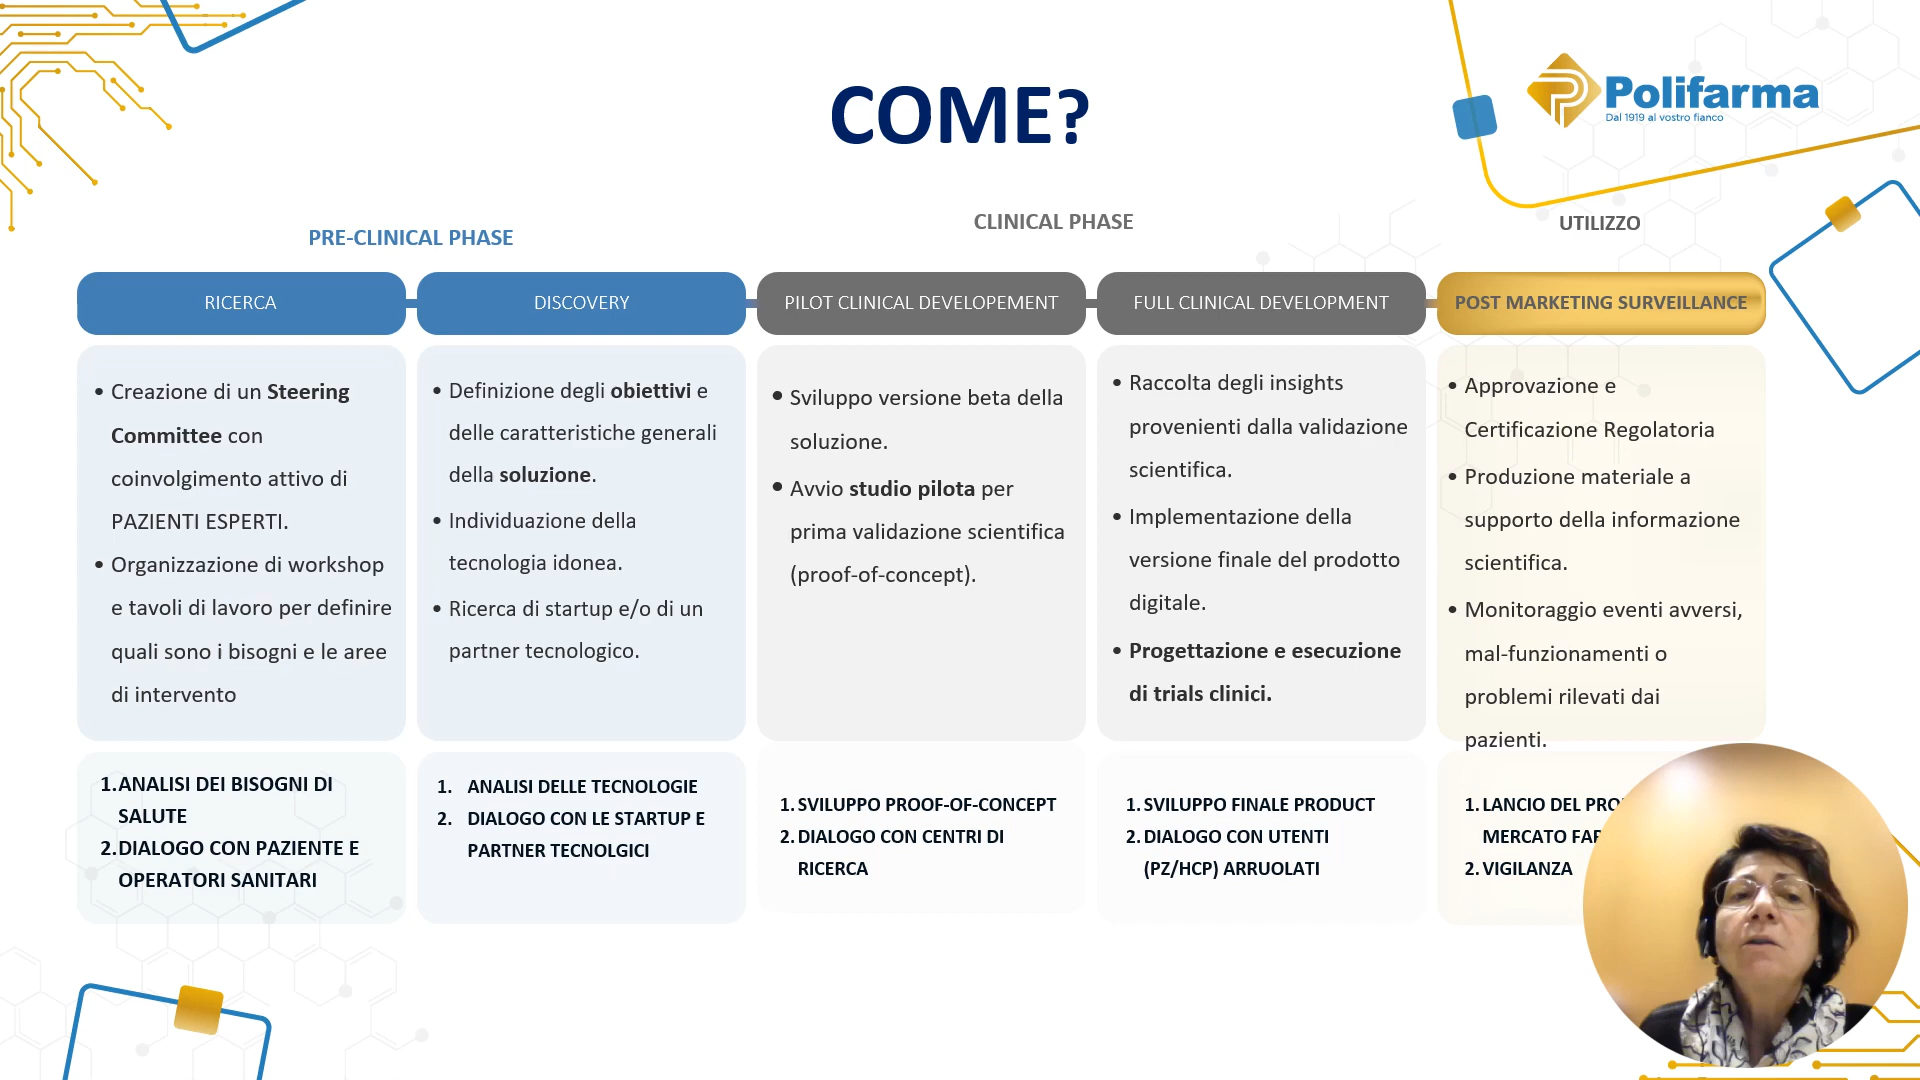 COME?
Polifarma
Dal 1919 al vostro fianco
PRE-CLINICAL PHASE
CLINICAL PHASE
UTILIZZO
RICERCA
DISCOVERY
PILOT CLINICAL DEVELOPEMENT
FULL CLINICAL DEVELOPMENT
POST MARKETING SURVEILLANCE
• Creazione di un Steering
Committee con
coinvolgimento attivo di
PAZIENTI ESPERTI.
• Organizzazione di workshop
e tavoli di lavoro per definire
quali sono i bisogni e le aree
di intervento
• Definizione degli obiettivi e
delle caratteristiche generali
della soluzione.
• Individuazione della
tecnologia idonea.
• Ricerca di startup e/o di un
partner tecnologico.
• Sviluppo versione beta della
soluzione.
• Avvio studio pilota per
prima validazione scientifica
(proof-of-concept).
• Raccolta degli insights
provenienti dalla validazione
scientifica.
• Implementazione della
versione finale del prodotto
digitale.
• Progettazione e esecuzione
di trials clinici.
• Approvazione e
Certificazione Regolatoria
• Produzione materiale a
supporto della informazione
scientifica.
• Monitoraggio eventi avversi,
mal-funzionamenti o
problemi rilevati dai
pazienti.
1. ANALISI DEI BISOGNI DI
SALUTE
2. DIALOGO CON PAZIENTE E
OPERATORI SANITARI
1. ANALISI DELLE TECNOLOGIE
2. DIALOGO CON LE STARTUP E
PARTNER TECNOLGICI
1. SVILUPPO PROOF-OF-CONCEPT
2. DIALOGO CON CENTRI DI
RICERCA
1. SVILUPPO FINALE PRODUCT
2. DIALOGO CON UTENTI
(PZ/HCP) ARRUOLATI
1. LANCIO DEL
MERCATO
2. VIGILANZA